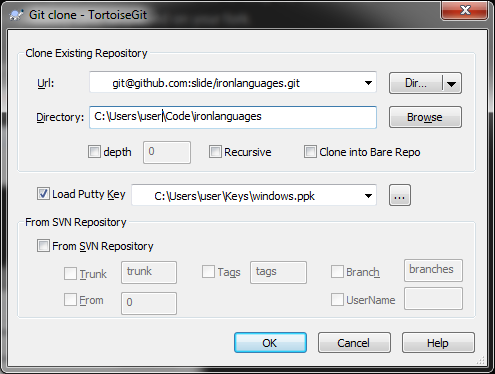 Git clone - TortoiseGit
Clone Existing Repository
Url: git@github.com:slide/ironlanguages.git Dir...
Directory: C:\Users\user\Code\ironlanguages Browse
depth 0 Recursive Clone into Bare Repo
Load Putty Key C:\Users\user\Keys\windows.ppk ...
From SVN Repository
From SVN Repository
Trunk trunk Tags tags Branch branches
From 0 UserName
OK Cancel Help